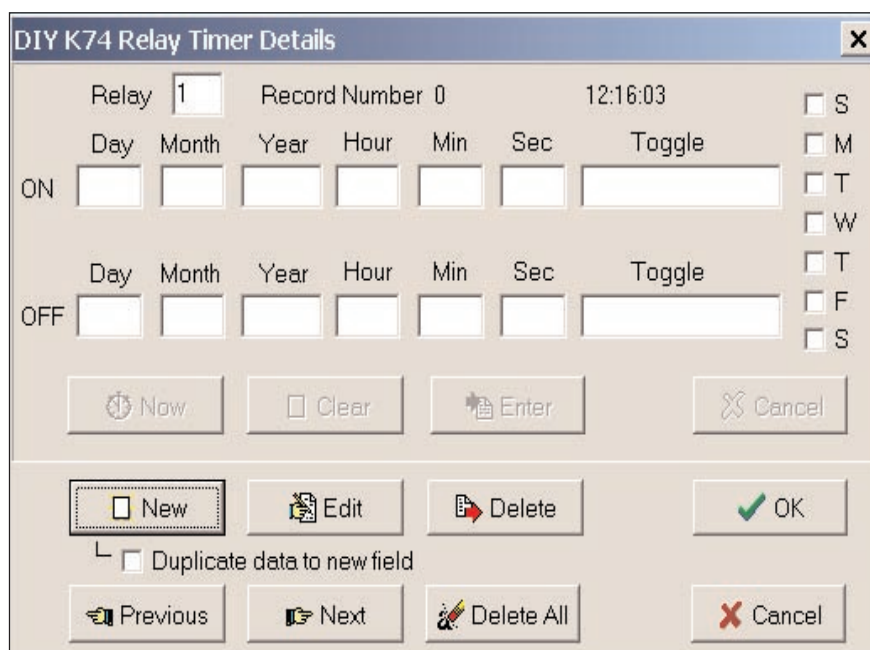 DIY K74 Relay Timer Details
Relay 1 Record Number 0 12:16:03
Day Month Year Hour Min Sec Toggle
ON
Day Month Year Hour Min Sec Toggle
OFF
S
M
T
W
T
F
S
Now Clear Enter Cancel
New Edit Delete OK
Duplicate data to new field
Previous Next Delete All Cancel